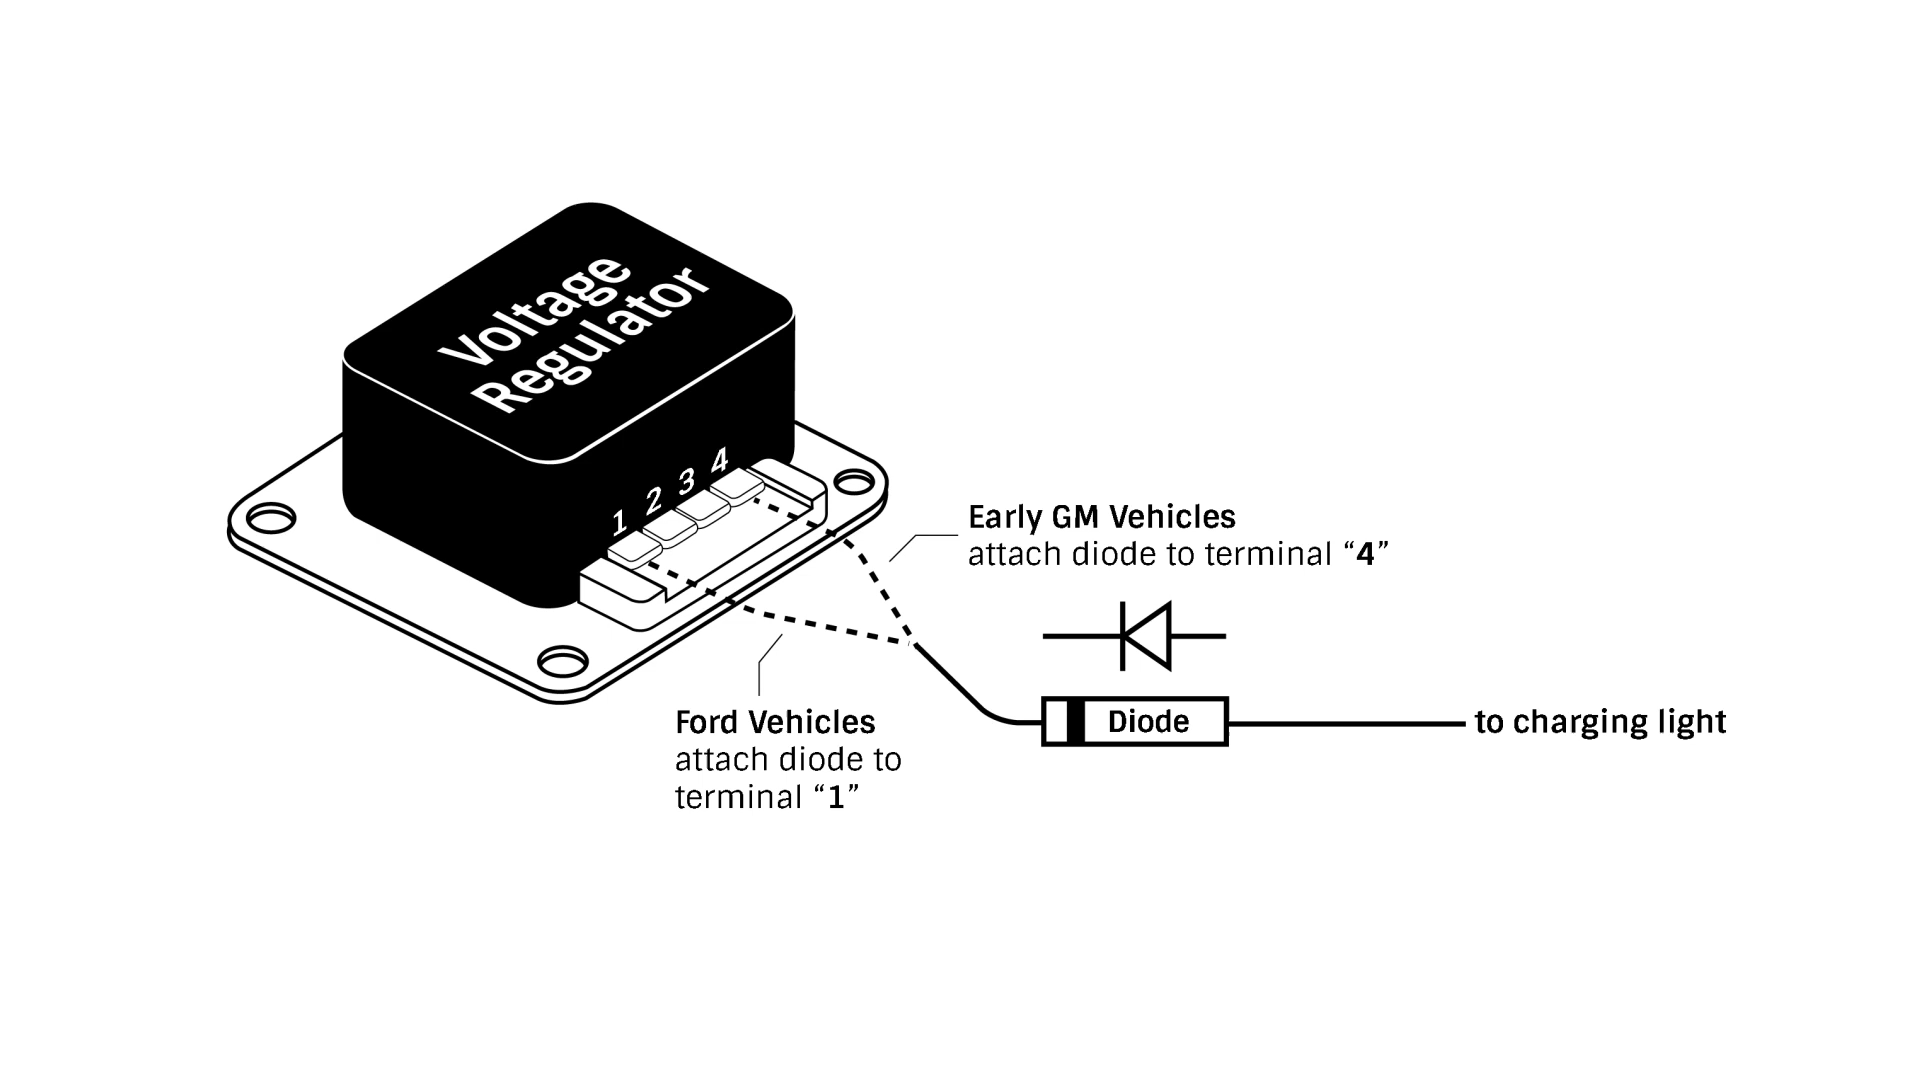 Voltage
Regulator
1 2 3 4
Early GM Vehicles
attach diode to terminal “4”
Ford Vehicles
attach diode to
terminal “1”
Diode
to charging light